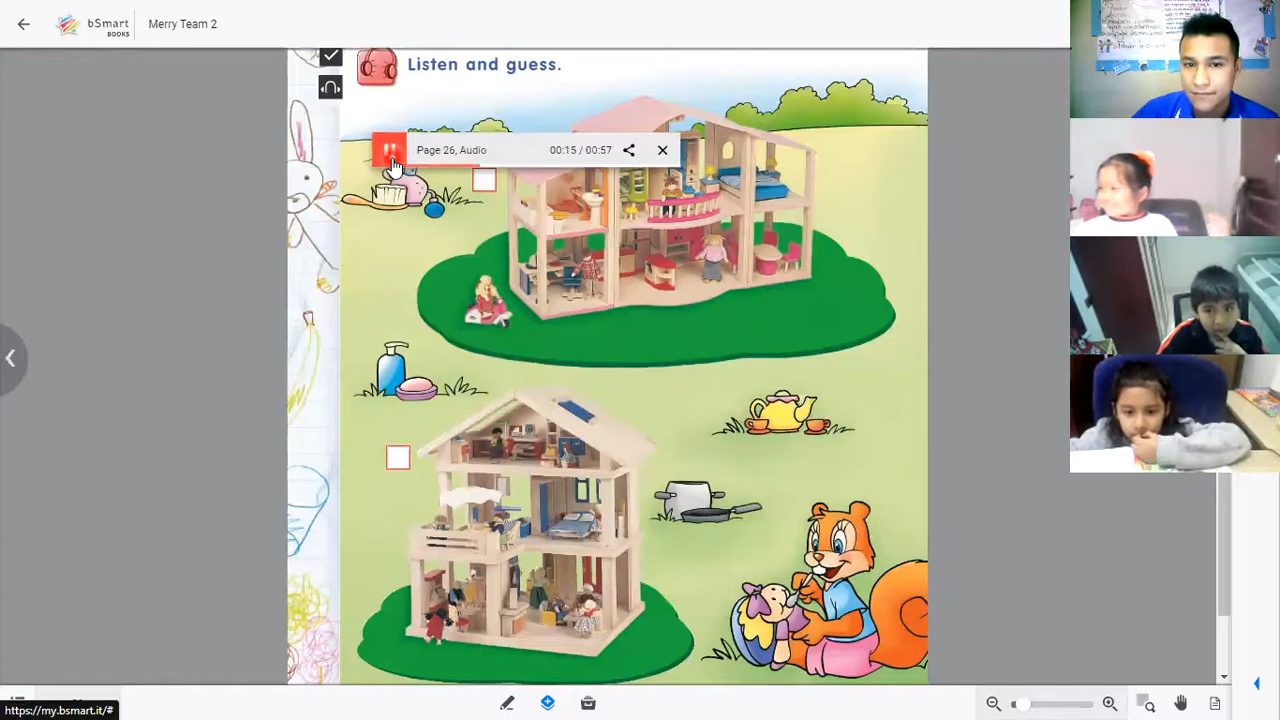 bSmart
BOOKS
Merry Team 2
Listen and guess.
Page 26, Audio
00:15 / 00:57
https://my.bsmart.it/#